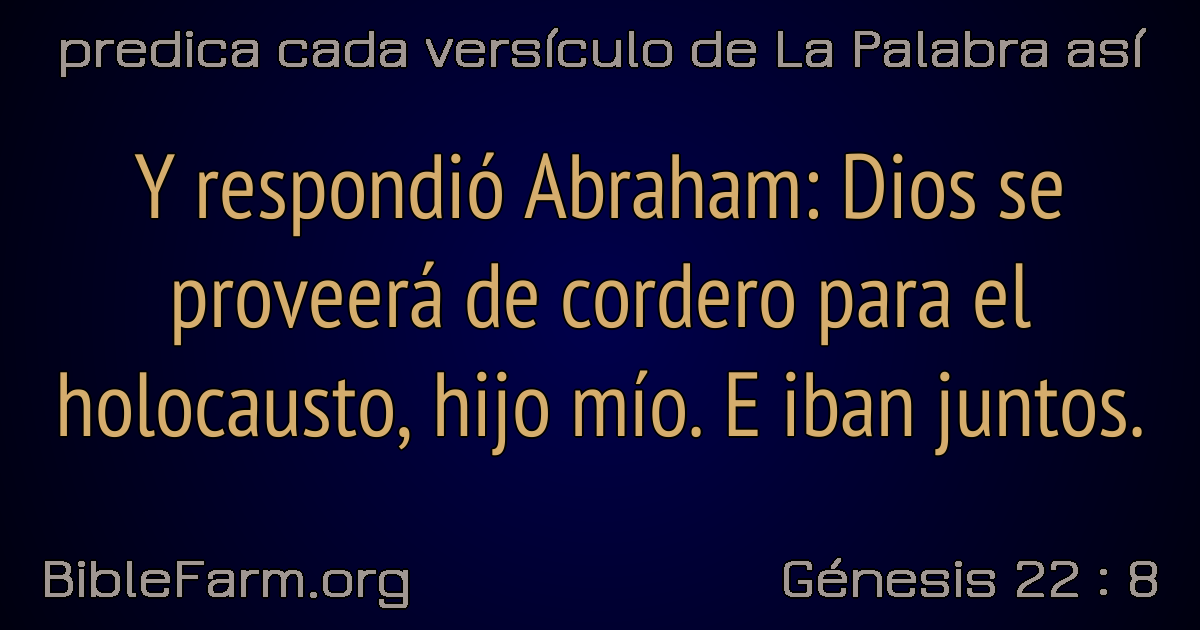 predica cada versículo de La Palabra así
Y respondió Abraham: Dios se
proveerá de cordero para el
holocausto, hijo mío. E iban juntos.
BibleFarm.org
Génesis 22 : 8